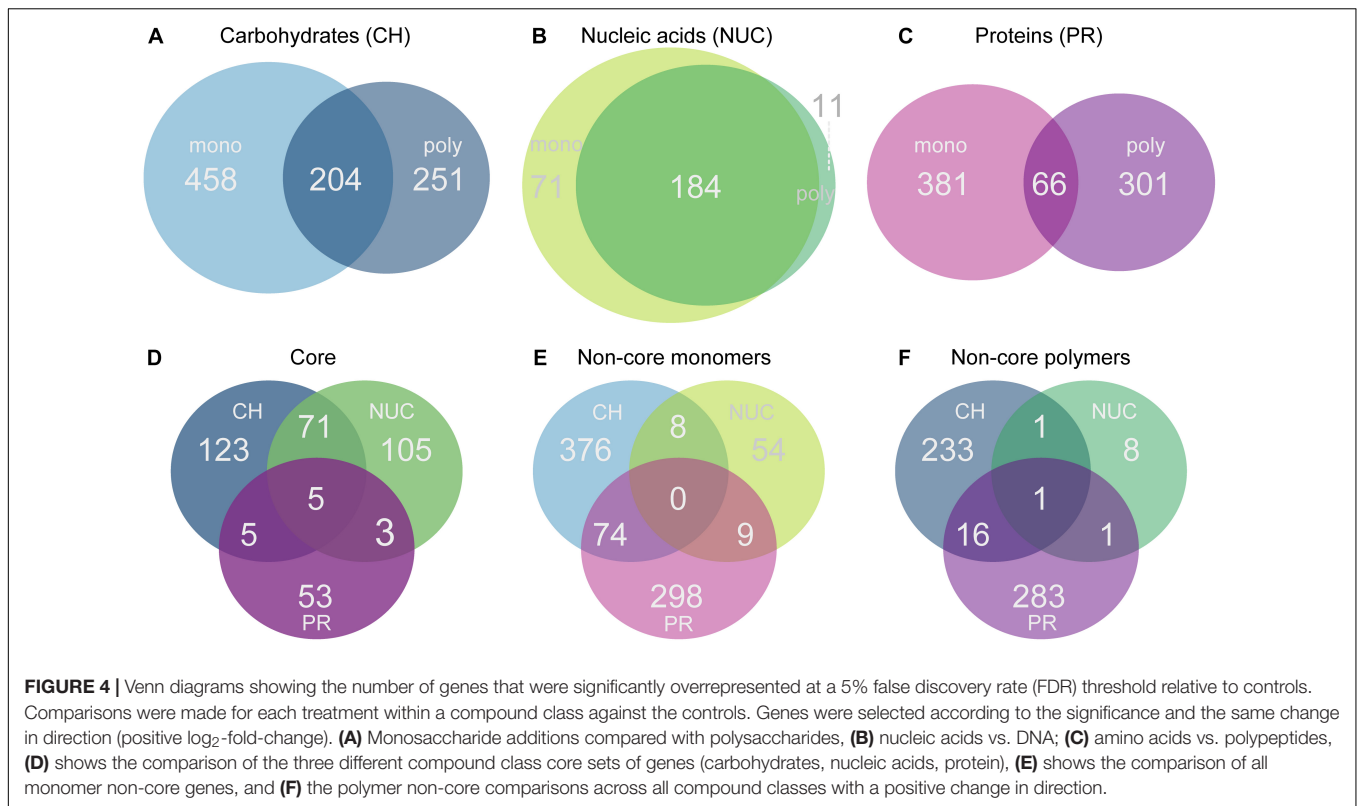 A Carbohydrates (CH)
mono
458
204
poly
251
B Nucleic acids (NUC)
mono
71
184
11
poly
C Proteins (PR)
mono
381
66
poly
301
D Core
CH
123
71
NUC
105
5
5
3
53
PR
E Non-core monomers
CH
376
8
NUC
54
0
74
9
298
PR
F Non-core polymers
CH
233
1
NUC
8
1
16
1
283
PR
FIGURE 4 | Venn diagrams showing the number of genes that were significantly overrepresented at a 5% false discovery rate (FDR) threshold relative to controls.
Comparisons were made for each treatment within a compound class against the controls. Genes were selected according to the significance and the same change
in direction (positive log₂-fold-change). (A) Monosaccharide additions compared with polysaccharides, (B) nucleic acids vs. DNA; (C) amino acids vs. polypeptides,
(D) shows the comparison of the three different compound class core sets of genes (carbohydrates, nucleic acids, protein), (E) shows the comparison of all
monomer non-core genes, and (F) the polymer non-core comparisons across all compound classes with a positive change in direction.